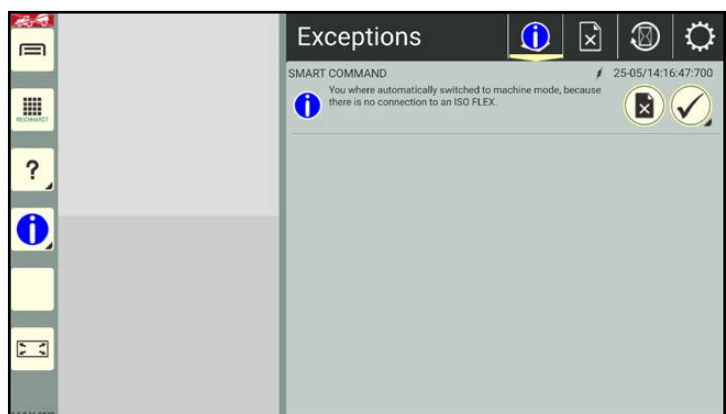 Exceptions
SMART COMMAND
25-05/14:16:47:700
You where automatically switched to machine mode, because
there is no connection to an ISO FLEX.
REICHHARDT
?